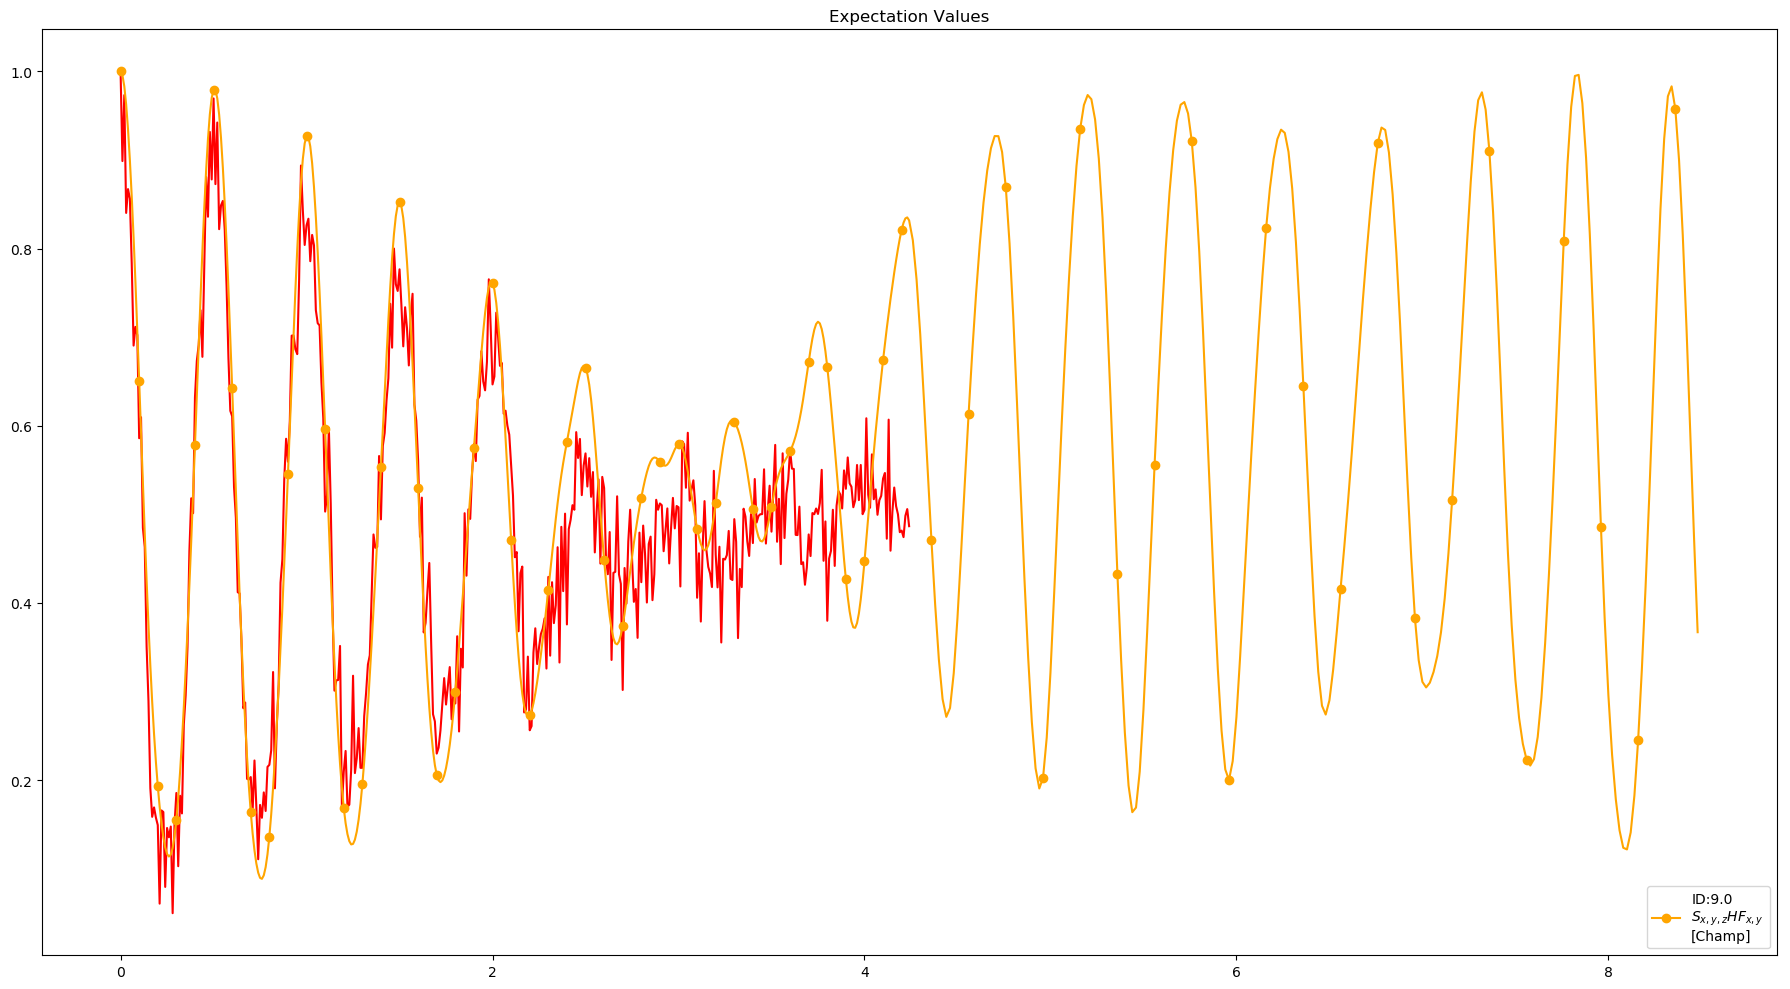 Expectation Values
1.0
0.8
0.6
0.4
0.2
0
2
4
6
8
ID:9.0
S_{x,y,z}HF_{x,y}
[Champ]